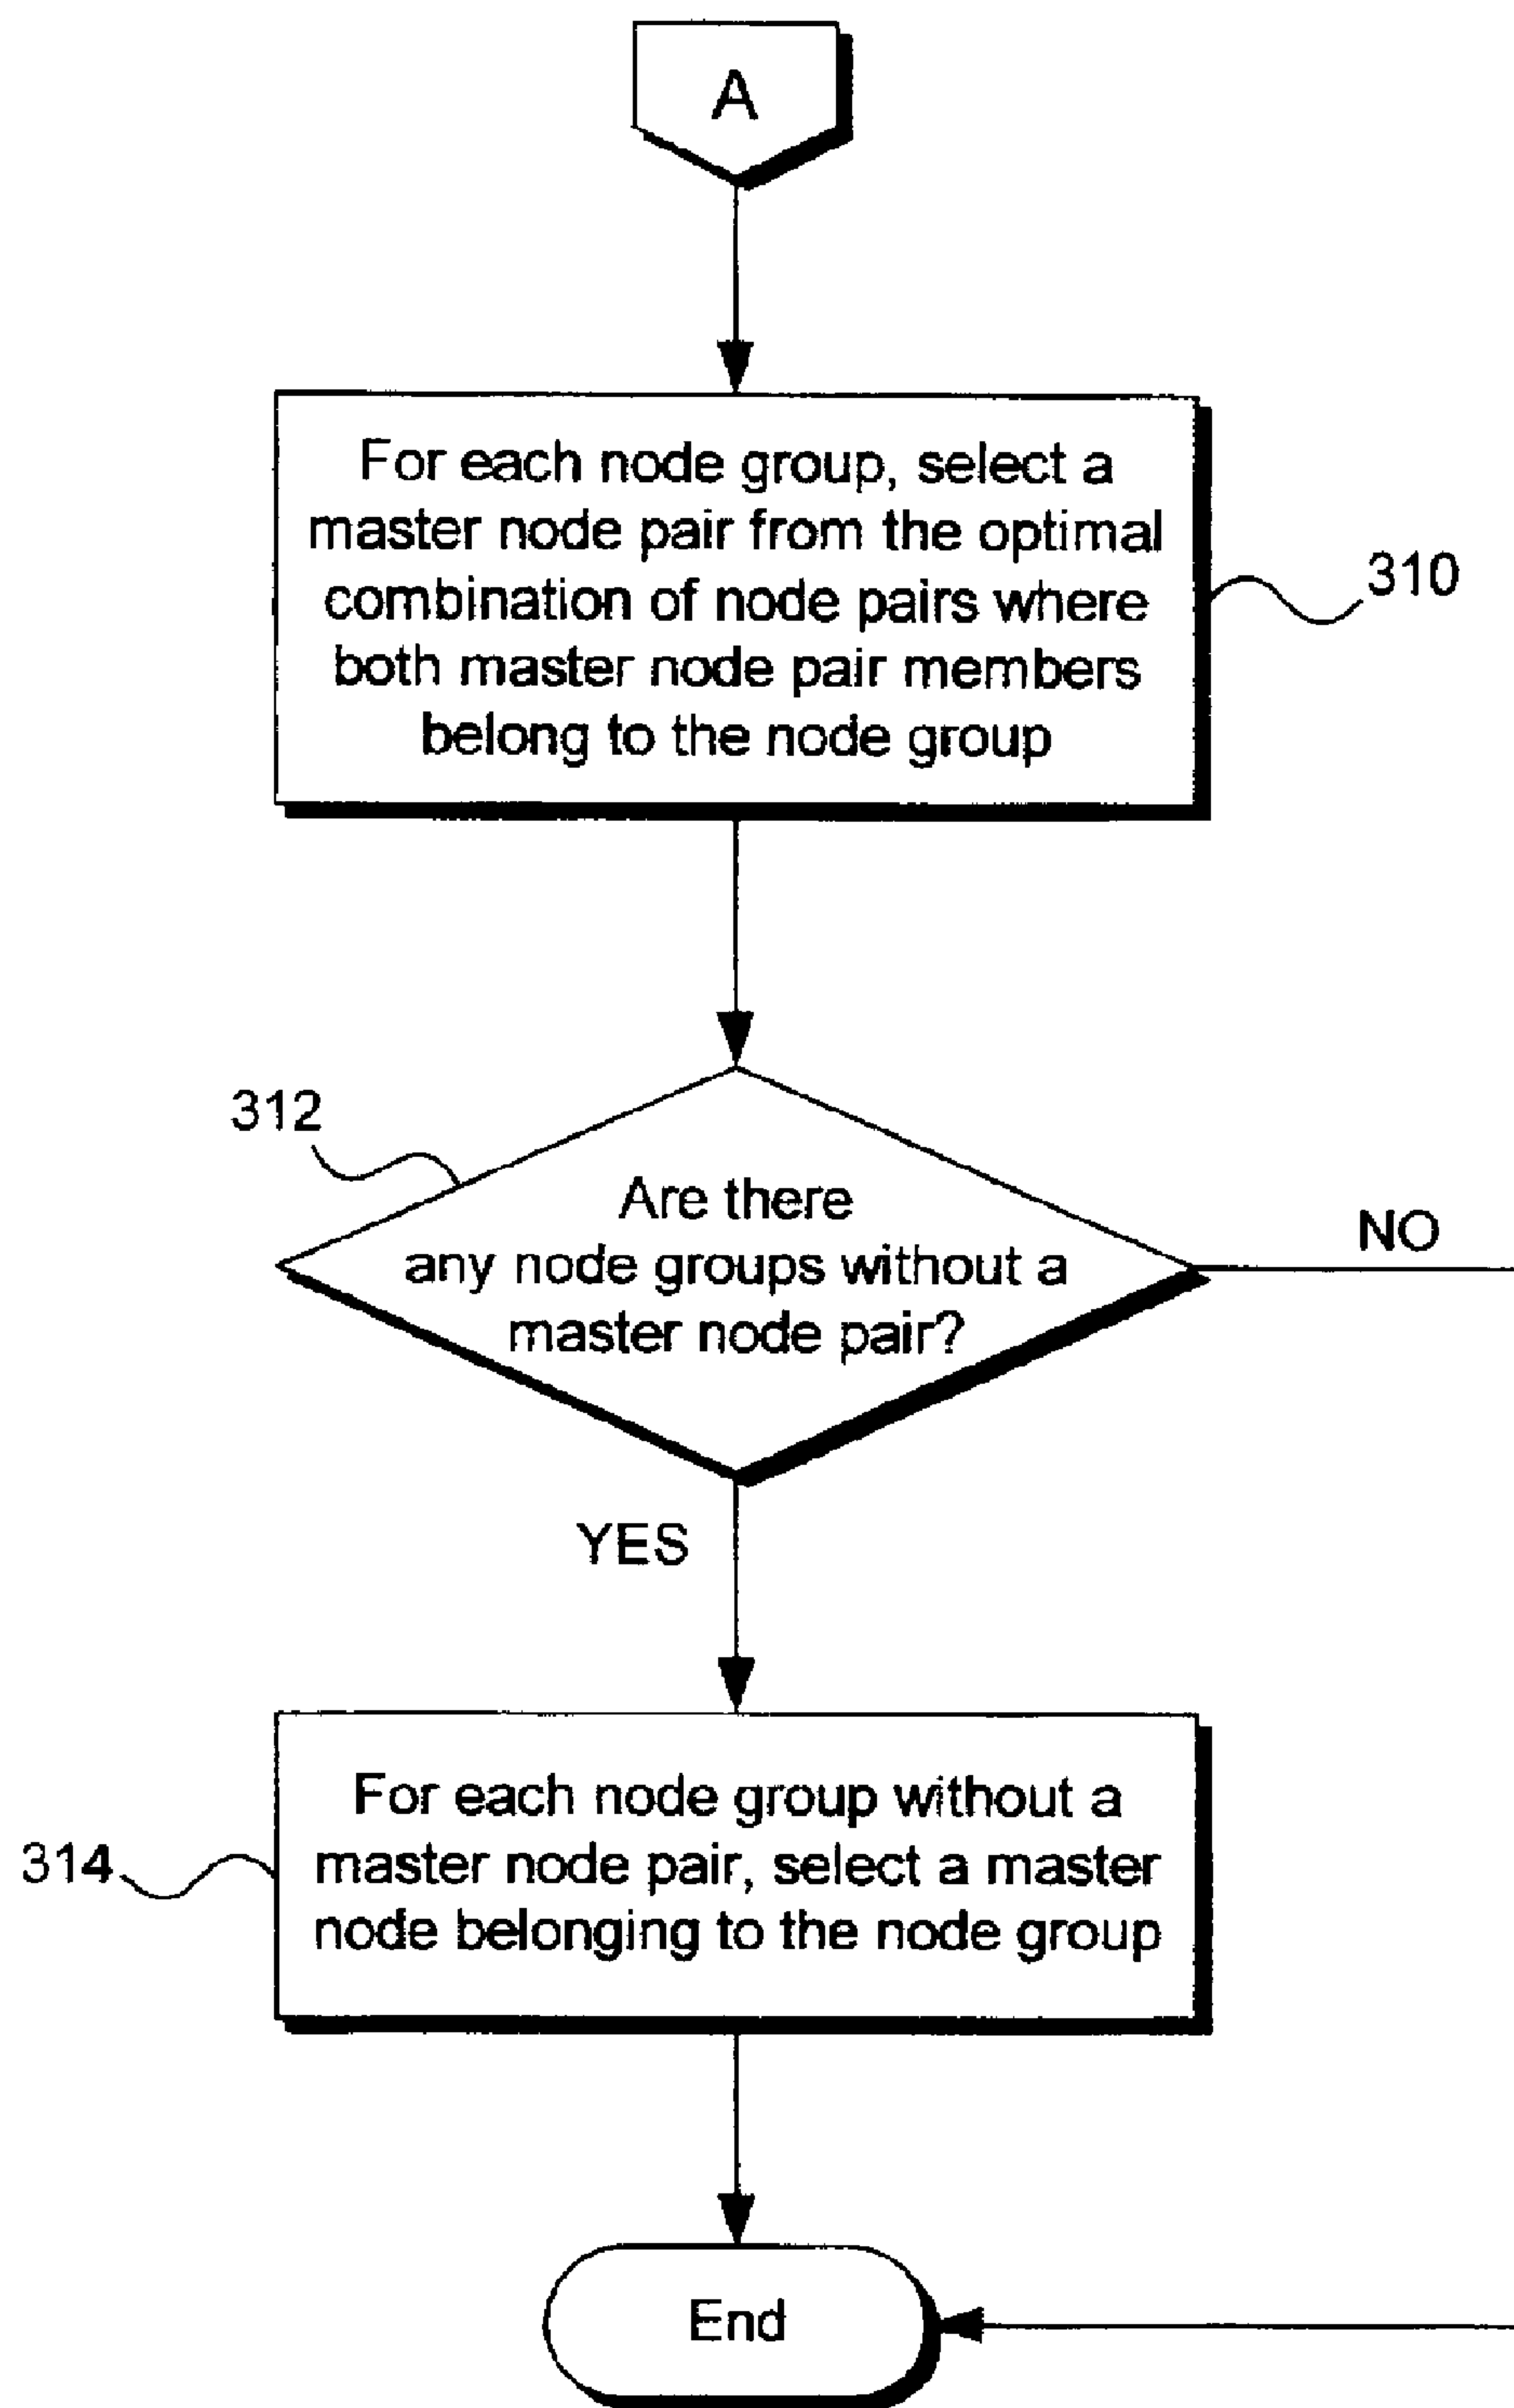 A
For each node group, select a
master node pair from the optimal
combination of node pairs where
both master node pair members
belong to the node group
310
312
Are there
any node groups without a
master node pair?
NO
YES
For each node group without a
master node pair, select a master
node belonging to the node group
314
End